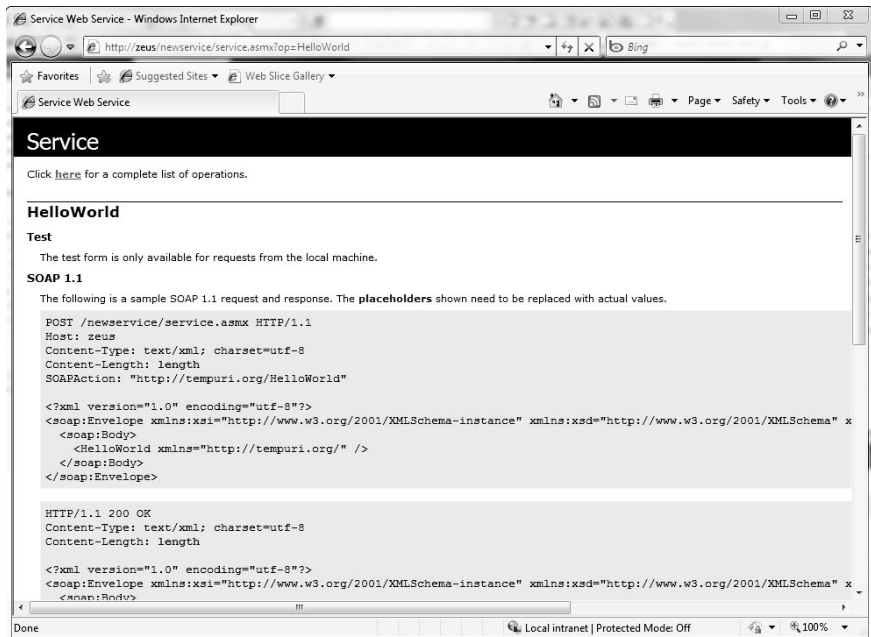 Service Web Service - Windows Internet Explorer
http://zeus/newservice/service.asmx?op=HelloWorld
Bing
Favorites
Suggested Sites
Web Slice Gallery
Service Web Service
Page
Safety
Tools
Service
Click here for a complete list of operations.
HelloWorld
Test
The test form is only available for requests from the local machine.
SOAP 1.1
The following is a sample SOAP 1.1 request and response. The placeholders shown need to be replaced with actual values.
POST /newservice/service.asmx HTTP/1.1
Host: zeus
Content-Type: text/xml; charset=utf-8
Content-Length: length
SOAPAction: "http://tempuri.org/HelloWorld"
<?xml version="1.0" encoding="utf-8"?>
<soap:Envelope xmlns:xsi="http://www.w3.org/2001/XMLSchema-instance" xmlns:xsd="http://www.w3.org/2001/XMLSchema" x
<soap:Body>
<HelloWorld xmlns="http://tempuri.org/" />
</soap:Body>
</soap:Envelope>
HTTP/1.1 200 OK
Content-Type: text/xml; charset=utf-8
Content-Length: length
<?xml version="1.0" encoding="utf-8"?>
<soap:Envelope xmlns:xsi="http://www.w3.org/2001/XMLSchema-instance" xmlns:xsd="http://www.w3.org/2001/XMLSchema" x
<soap:Body>
Done
Local intranet | Protected Mode: Off
100%